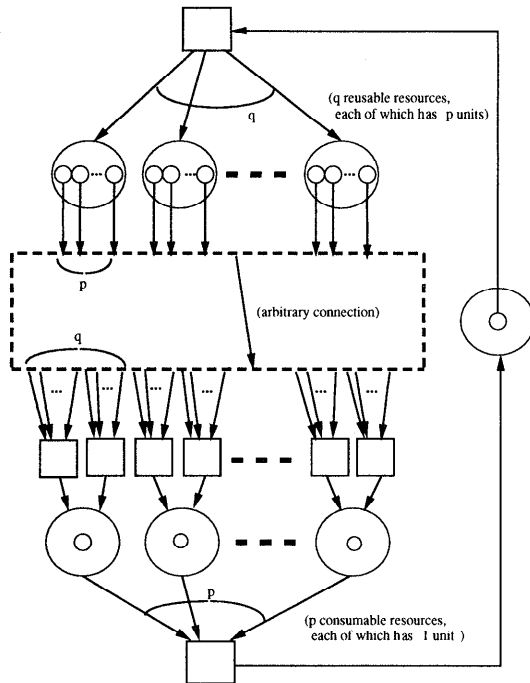 (q reusable resources,
each of which has p units)
q
...
...
...
p
(arbitrary connection)
q
...
...
...
...
...
...
p
(p consumable resources,
each of which has 1 unit )